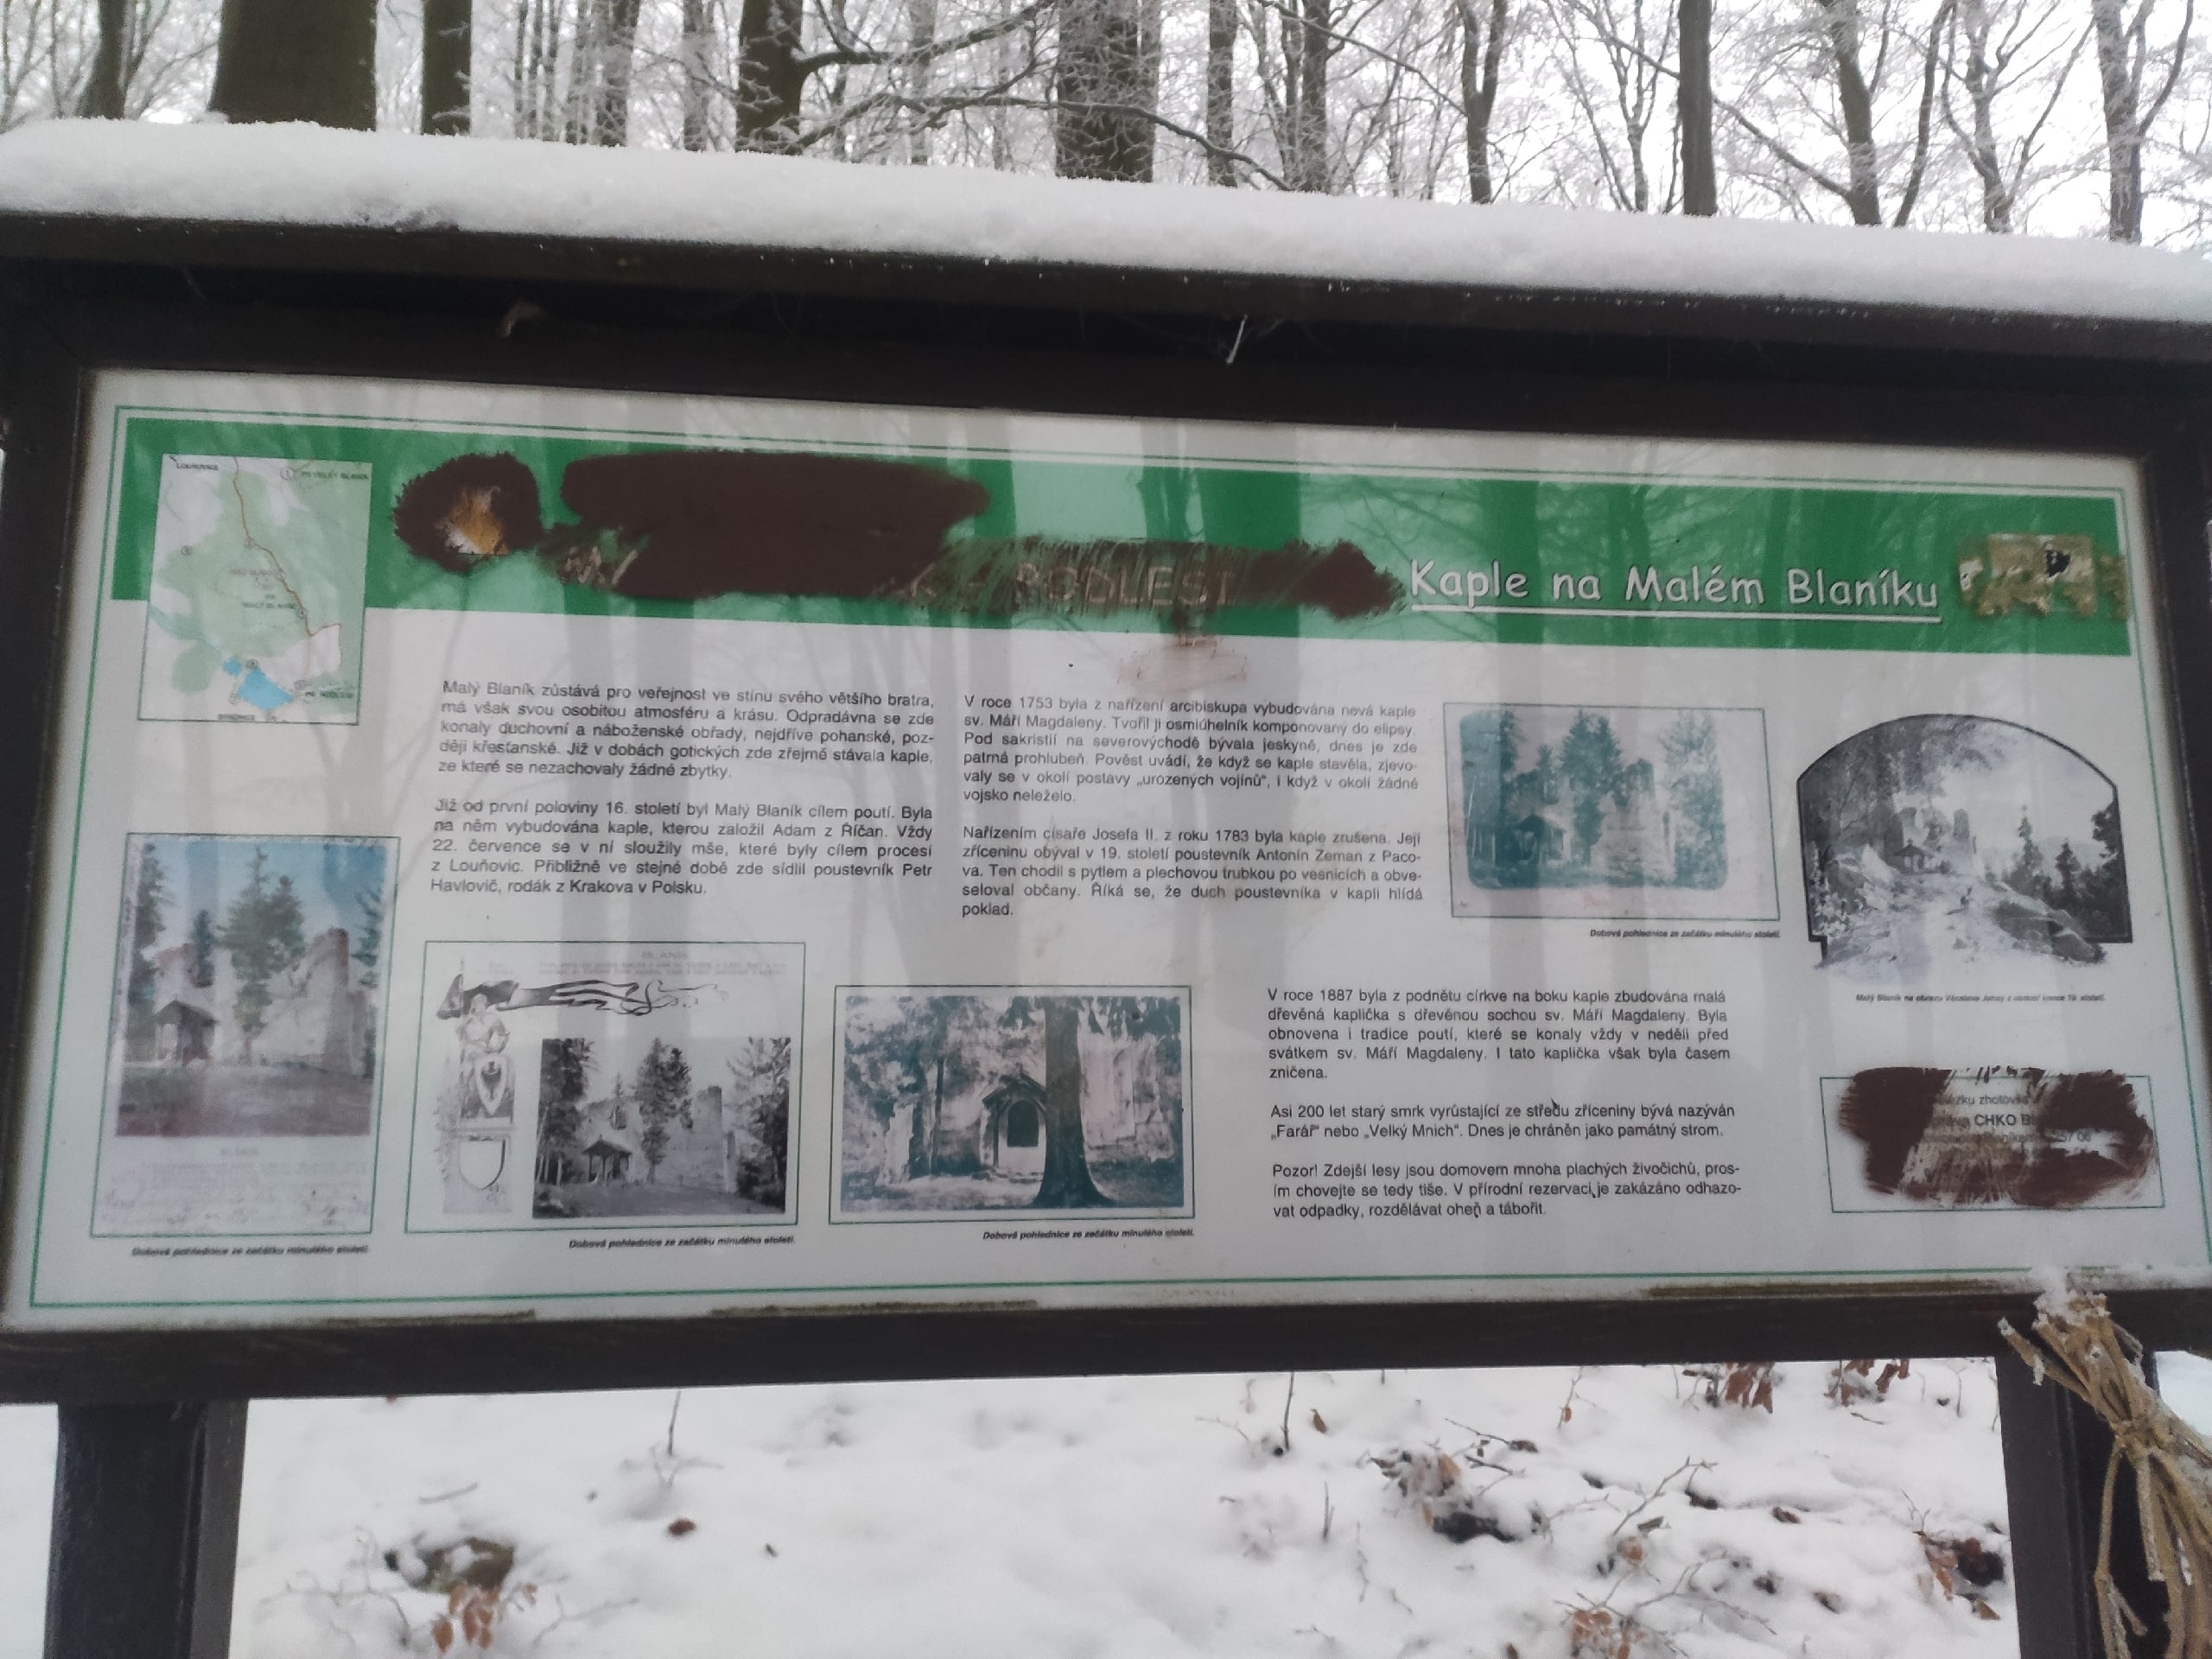 LOUŇOVICE
PODLESÍ
Kaple na Malém Blaníku
Malý Blaník zůstává pro veřejnost ve stínu svého většího bratra,
má však svou osobitou atmosféru a krásu. Odpradávna se zde
konaly duchovní a náboženské obřady, nejdříve pohanské, poz-
ději křesťanské. Již v dobách gotických zde zřejmě stávala kaple,
ze které se nezachovaly žádné zbytky.
Již od první poloviny 16. století byl Malý Blaník cílem poutí. Byla
na něm vybudována kaple, kterou založil Adam z Říčan. Vždy
22. července se v ní sloužily mše, které byly cílem procesí
z Louňovic. Přibližně ve stejné době zde sídlil poustevník Petr
Havlovič, rodák z Krakova v Polsku.
V roce 1753 byla z nařízení arcibiskupa vybudována nová kaple
sv. Máří Magdaleny. Tvořil ji osmiúhelník komponovaný do elipsy.
Pod sakristií na severovýchodě bývala jeskyně, dnes je zde
patrná prohlubeň. Pověst uvádí, že když se kaple stavěla, zjevo-
valy se v okolí postavy „urozených vojínů“, i když v okolí žádné
vojsko neleželo.
Nařízením císaře Josefa II. z roku 1783 byla kaple zrušena. Její
zříceninu obýval v 19. století poustevník Antonín Zeman z Paco-
va. Ten chodil s pytlem a plechovou trubkou po vesnicích a obve-
seloval občany. Říká se, že duch poustevníka v kapli hlídá
poklad.
Dobová pohlednice ze začátku minulého století.
V roce 1887 byla z podnětu církve na boku kaple zbudována malá
dřevěná kaplička s dřevěnou sochou sv. Máří Magdaleny. Byla
obnovena i tradice poutí, které se konaly vždy v neděli před
svátkem sv. Máří Magdaleny. I tato kaplička však byla časem
zničena.
Asi 200 let starý smrk vyrůstající ze středu zříceniny bývá nazýván
„Farář“ nebo „Velký Mnich“. Dnes je chráněn jako památný strom.
Pozor! Zdejší lesy jsou domovem mnoha plachých živočichů, pros-
ím chovejte se tedy tiše. V přírodní rezervaci je zakázáno odhazo-
vat odpadky, rozdělávat oheň a tábořit.
CHKO
BLANÍK
Dobová pohlednice ze začátku minulého století.
Dobová pohlednice ze začátku minulého století.
Dobová pohlednice ze začátku minulého století.